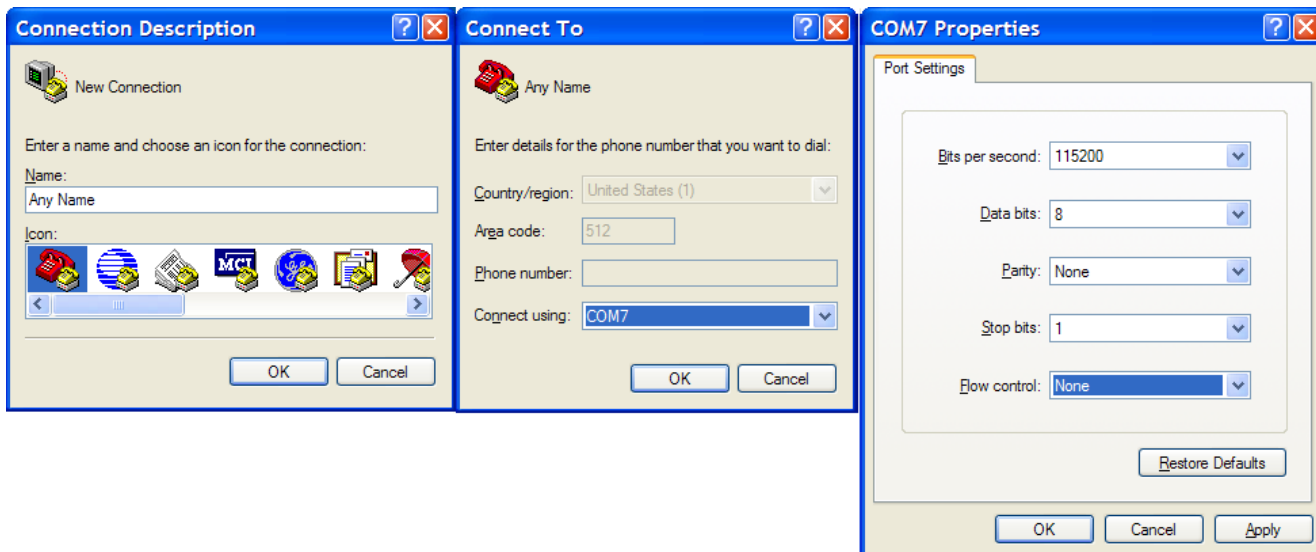 Connection Description
New Connection
Enter a name and choose an icon for the connection:
Name:
Any Name
Icon:
MCI
OK Cancel
Connect To
Any Name
Enter details for the phone number that you want to dial:
Country/region: United States (1)
Area code: 512
Phone number:
Connect using: COM7
OK Cancel
COM7 Properties
Port Settings
Bits per second: 115200
Data bits: 8
Parity: None
Stop bits: 1
Flow control: None
Restore Defaults
OK Cancel Apply